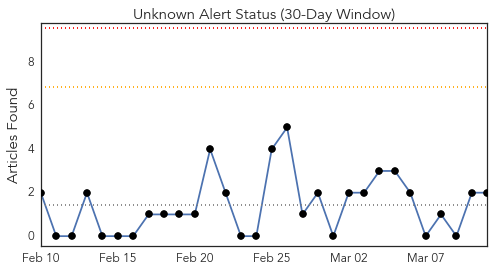 Unknown Alert Status (30-Day Window)
Articles Found
8
6
4
2
0
Feb 10 Feb 15 Feb 20 Feb 25 Mar 02 Mar 07